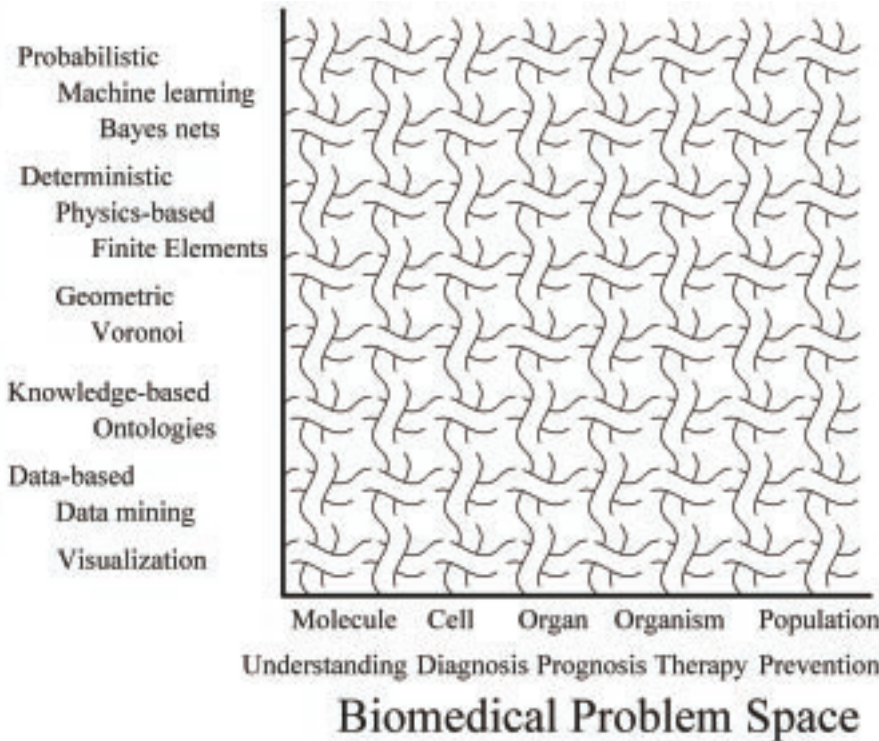 Probabilistic
Machine learning
Bayes nets
Deterministic
Physics-based
Finite Elements
Geometric
Voronoi
Knowledge-based
Ontologies
Data-based
Data mining
Visualization
Molecule Cell Organ Organism Population
Understanding Diagnosis Prognosis Therapy Prevention
Biomedical Problem Space